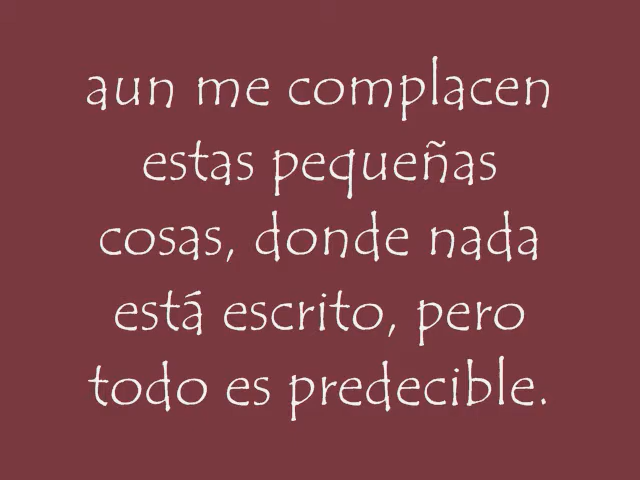 aun me complacen
estas pequeñas
cosas, donde nada
está escrito, pero
todo es predecible.